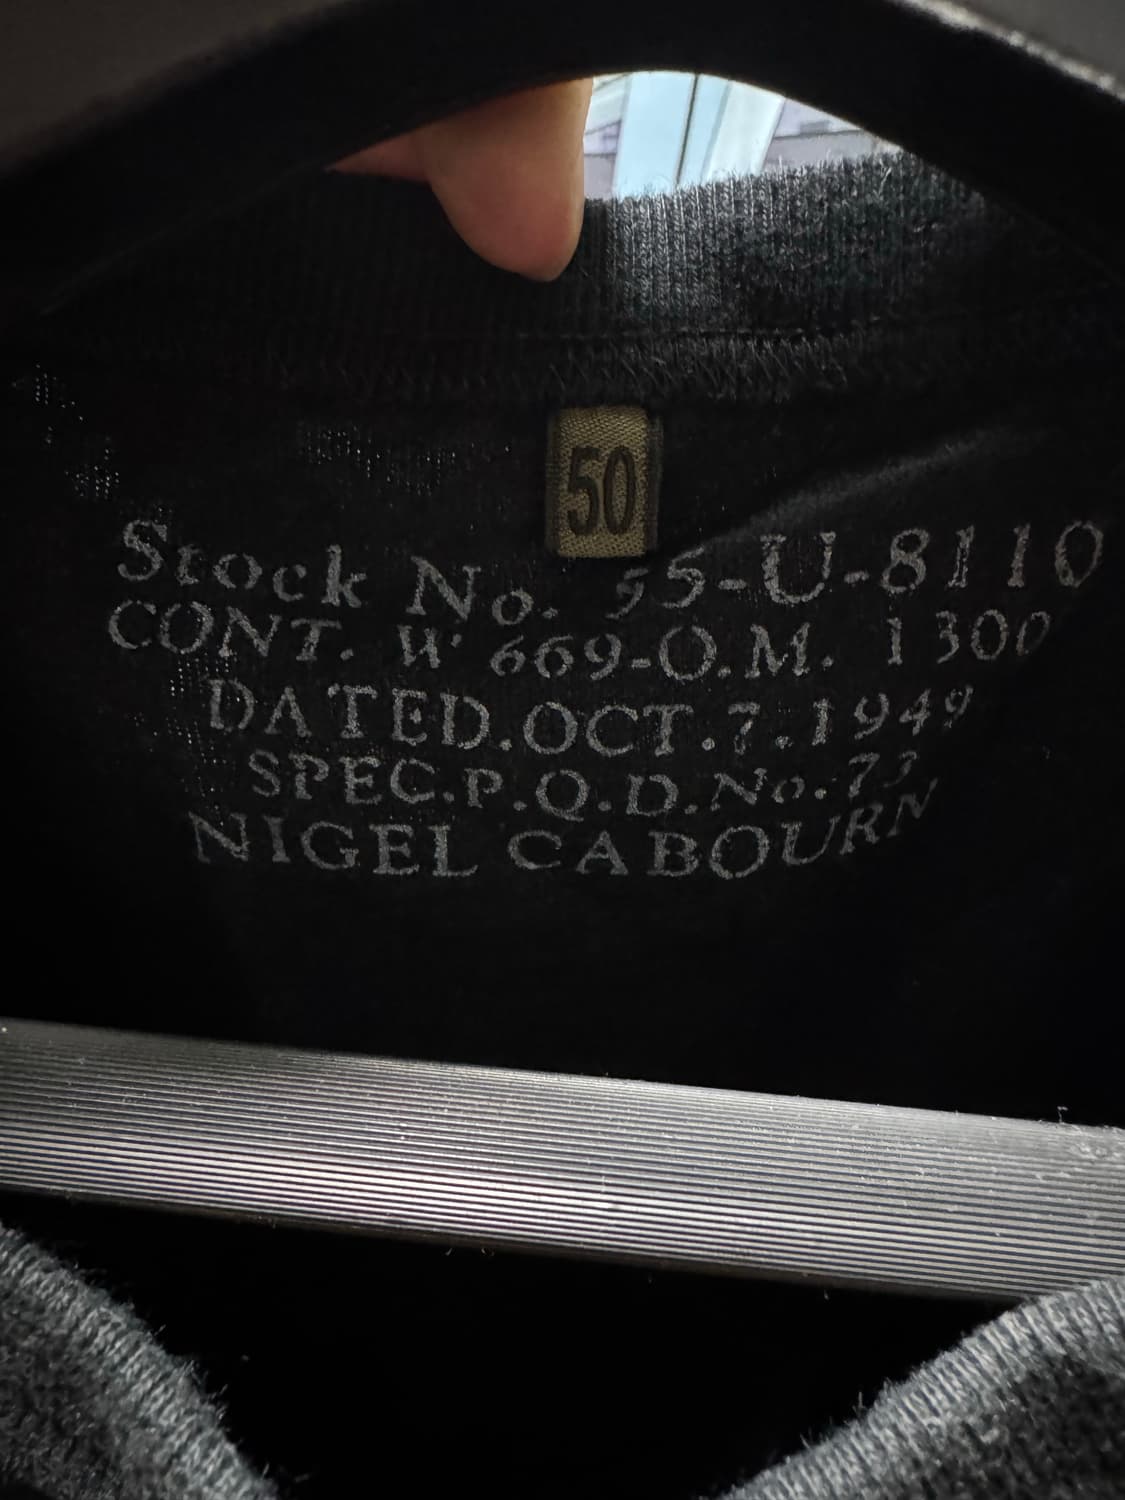 50
Stock No. 55-U-8110
CONT. W 669-O.M. 1300
DATED.OCT.7.1949
SPEC.P.Q.D.No.73
NIGEL CABOURN